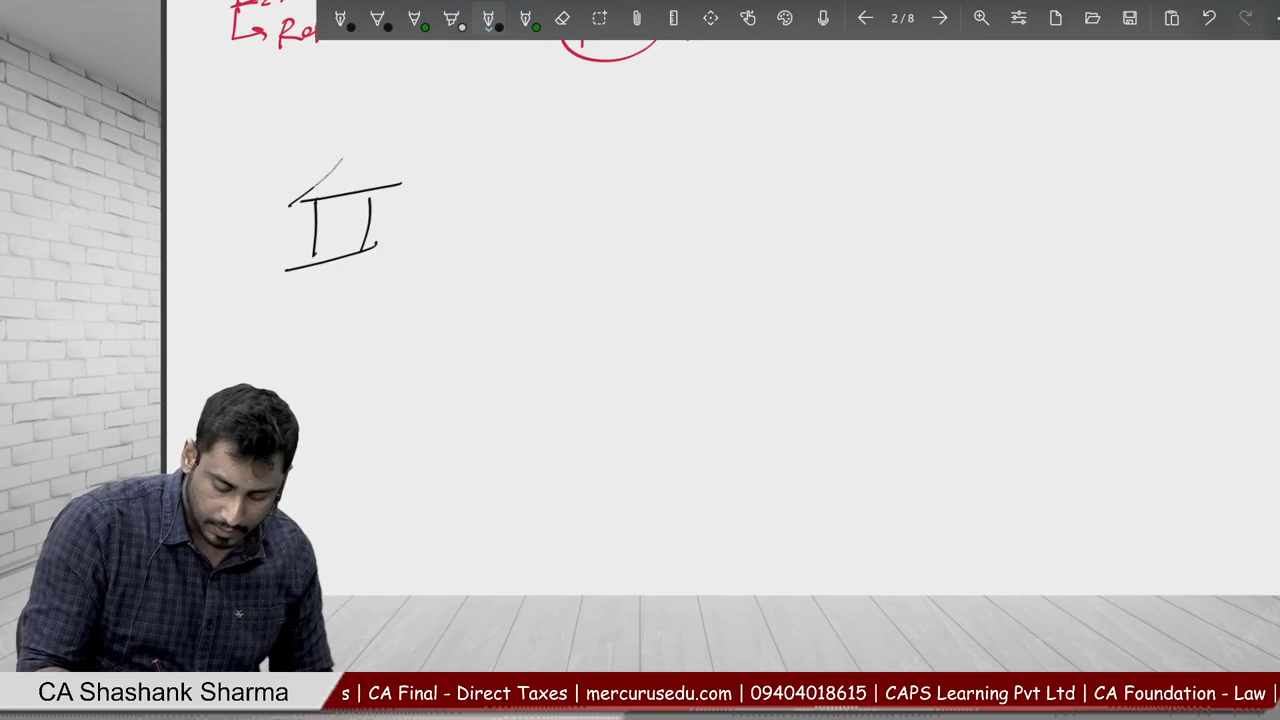 2/8
CA Shashank Sharma
s | CA Final - Direct Taxes | mercurusedu.com | 09404018615 | CAPS Learning Pvt Ltd | CA Foundation - Law |